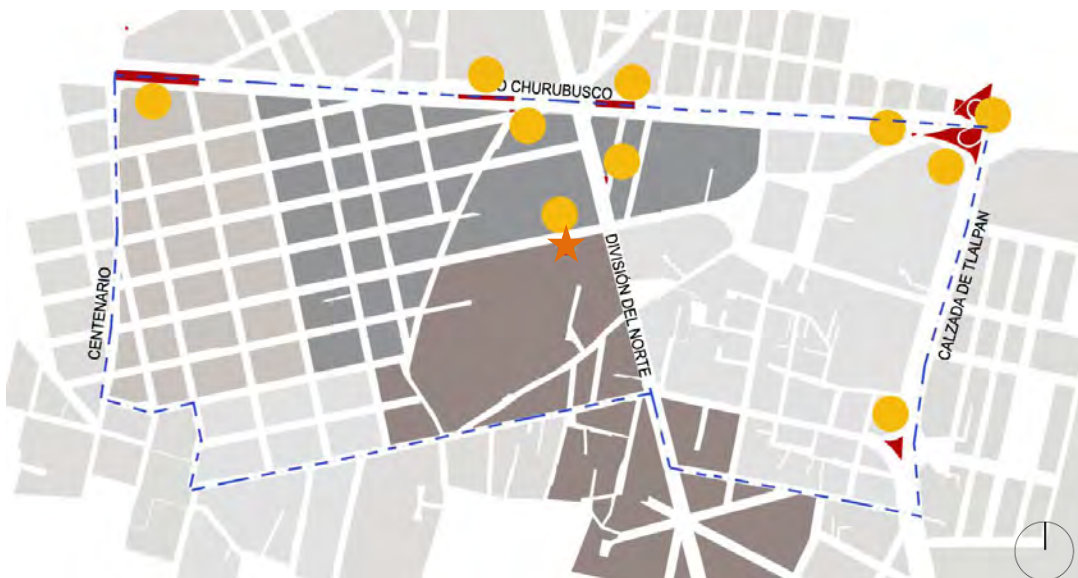 O CHURUBUSCO
CENTENARIO
DIVISIÓN DEL NORTE
CALZADA DE TLALPAN